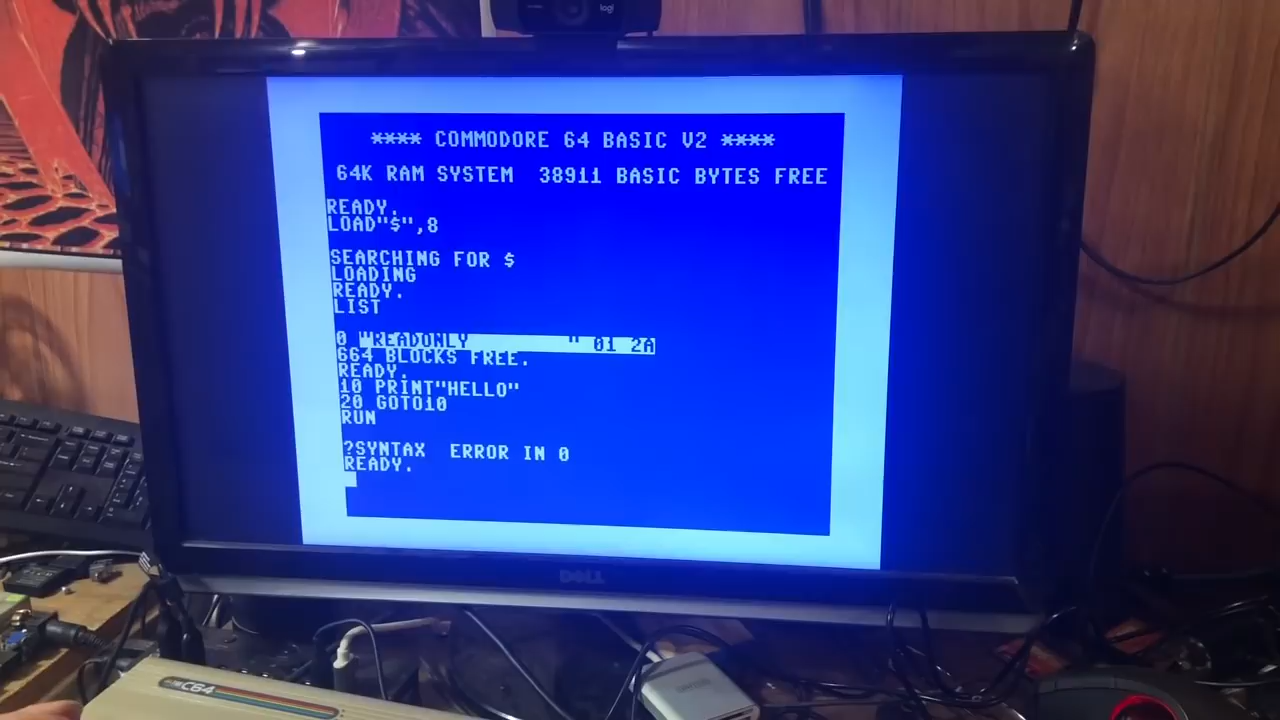 logi
**** COMMODORE 64 BASIC V2 ****
64K RAM SYSTEM  38911 BASIC BYTES FREE
READY.
LOAD"$",8
SEARCHING FOR $
LOADING
READY.
LIST
0 "READONLY        " 01 2A
664 BLOCKS FREE.
READY.
10 PRINT"HELLO"
20 GOTO10
RUN
?SYNTAX  ERROR IN 0
READY.
DELL
C64